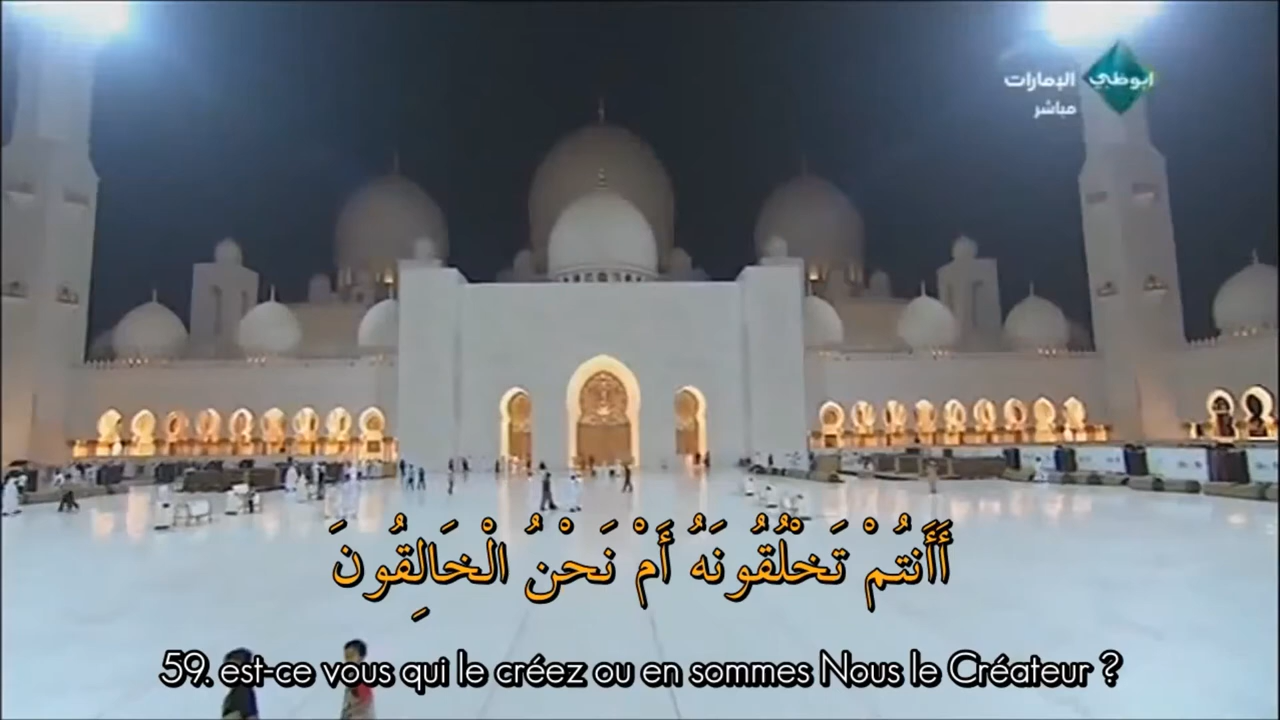 الإمارات أبوظبي
مباشر
أَأَنتُمْ تَخْلُقُونَهُ أَمْ نَحْنُ الْخَالِقُونَ
59. est-ce vous qui le créez ou en sommes Nous le Créateur ?